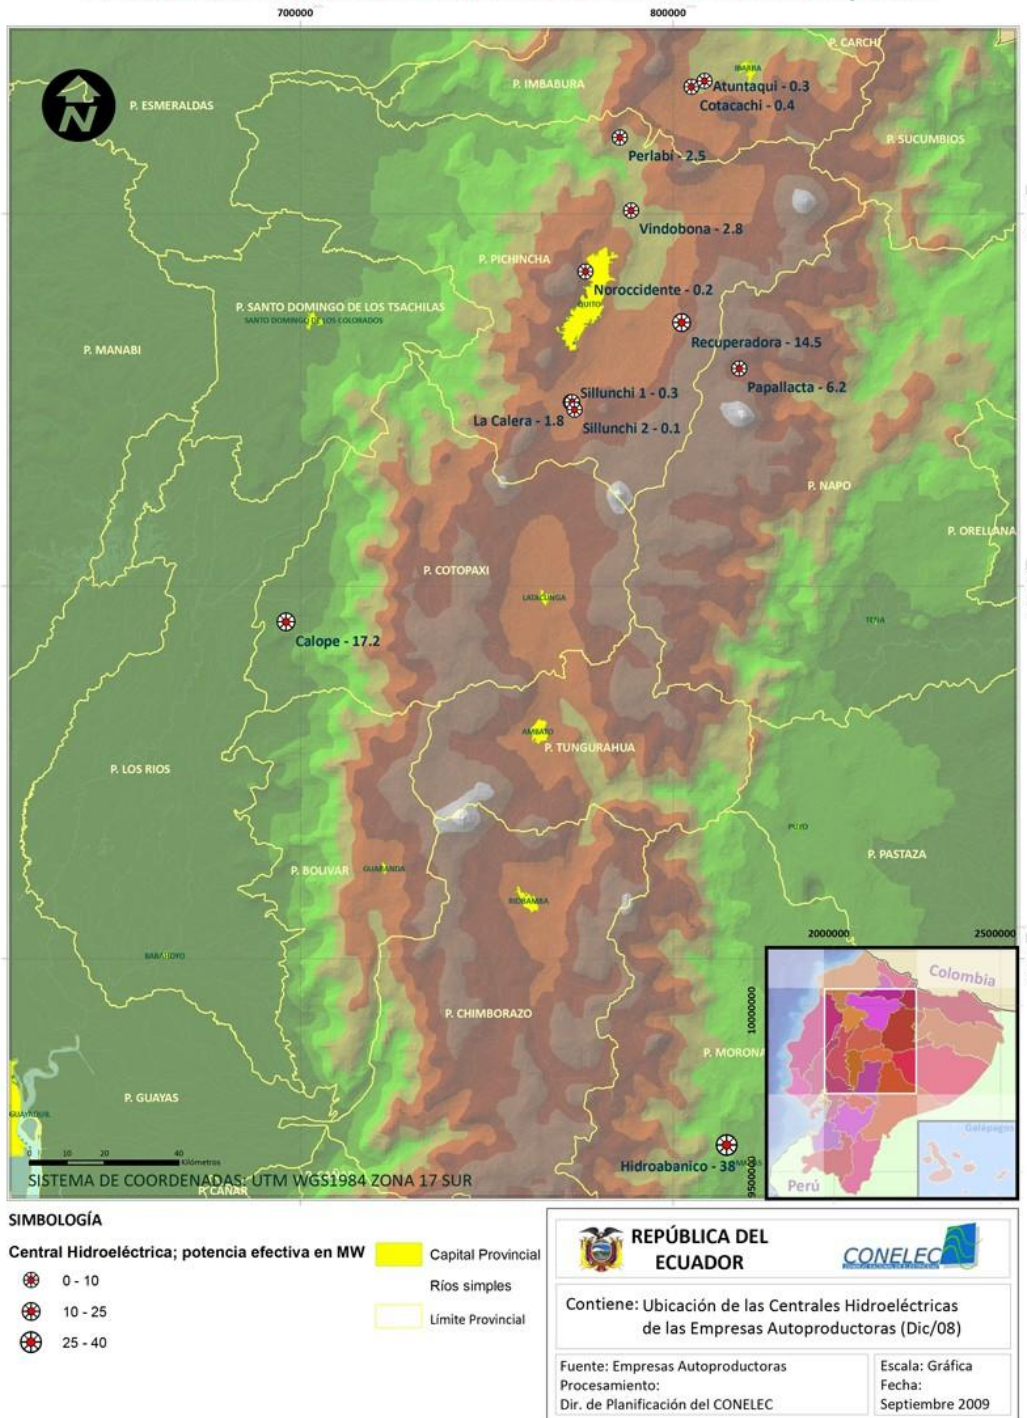 700000
800000
P. CARCHI
IBARRA
P. IMBABURA
P. ESMERALDAS
N
Atuntaqui - 0.3
Cotacachi - 0.4
P. SUCUMBIOS
Perlabi - 2.5
Vindobona - 2.8
P. PICHINCHA
Noroccidente - 0.2
QUITO
P. SANTO DOMINGO DE LOS TSACHILAS
SANTO DOMINGO DE LOS COLORADOS
P. MANABI
Recuperadora - 14.5
Papallacta - 6.2
Sillunchi 1 - 0.3
La Calera - 1.8
Sillunchi 2 - 0.1
P. NAPO
P. ORELLANA
P. COTOPAXI
LATACUNGA
TENA
Calope - 17.2
AMBATO
P. TUNGURAHUA
P. LOS RIOS
PUYO
P. PASTAZA
P. BOLIVAR
GUARANDA
RIOBAMBA
BABAHOYO
P. CHIMBORAZO
P. MORONA
P. GUAYAS
GUAYAQUIL
Hidroabanico - 38
0 10 20 40
Kilómetros
SISTEMA DE COORDENADAS: UTM WGS1984 ZONA 17 SUR
P. CAÑAR
2000000
2500000
10000000
9500000
Colombia
Galápagos
Perú
SIMBOLOGÍA
Central Hidroeléctrica; potencia efectiva en MW
0 - 10
10 - 25
25 - 40
Capital Provincial
Ríos simples
Límite Provincial
REPÚBLICA DEL
ECUADOR
CONELEC
Contiene: Ubicación de las Centrales Hidroeléctricas
de las Empresas Autoproductoras (Dic/08)
Fuente: Empresas Autoproductoras
Procesamiento:
Dir. de Planificación del CONELEC
Escala: Gráfica
Fecha:
Septiembre 2009